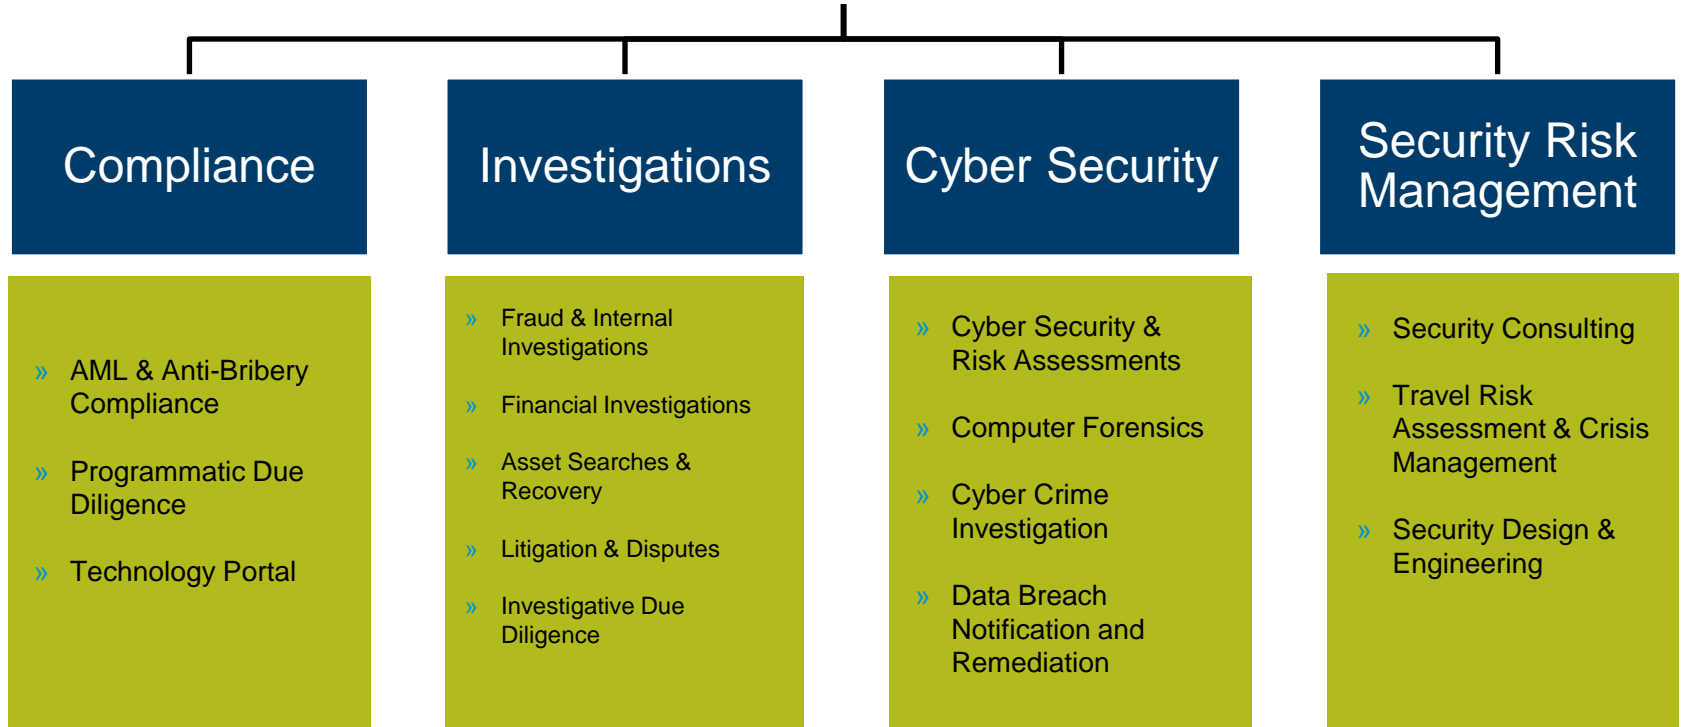 Compliance
Investigations
Cyber Security
Security Risk
Management
» AML & Anti-Bribery
Compliance
» Programmatic Due
Diligence
» Technology Portal
» Fraud & Internal
Investigations
» Financial Investigations
» Asset Searches &
Recovery
» Litigation & Disputes
» Investigative Due
Diligence
» Cyber Security &
Risk Assessments
» Computer Forensics
» Cyber Crime
Investigation
» Data Breach
Notification and
Remediation
» Security Consulting
» Travel Risk
Assessment & Crisis
Management
» Security Design &
Engineering